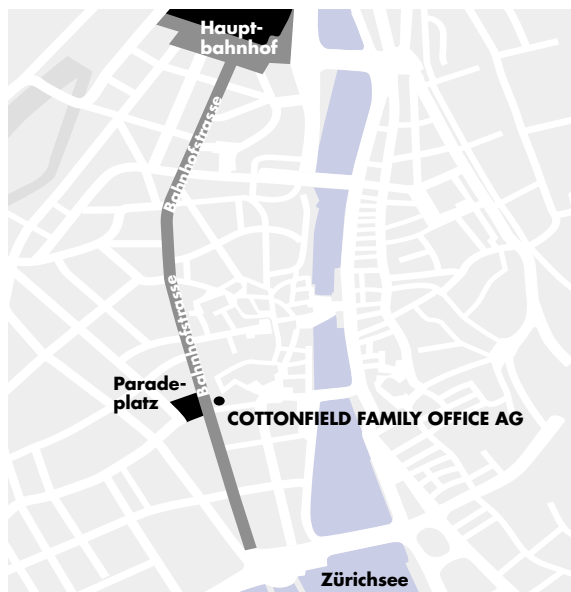 Haupt-
bahnhof
Bahnhofstrasse
Bahnhofstrasse
Parade-
platz
COTTONFIELD FAMILY OFFICE AG
Zürichsee